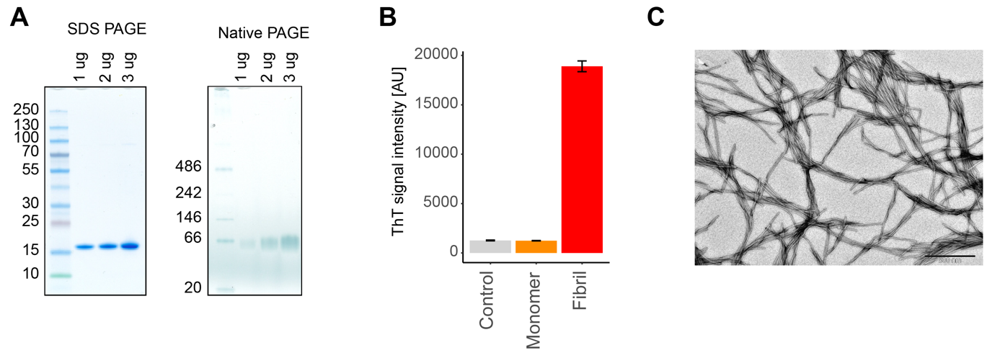 A
SDS PAGE
1 ug
2 ug
3 ug
250
130
100
70
55
30
25
15
10
Native PAGE
1 ug
2 ug
3 ug
486
242
146
66
20
B
ThT signal intensity [AU]
20000
15000
10000
5000
0
Control
Monomer
Fibril
C